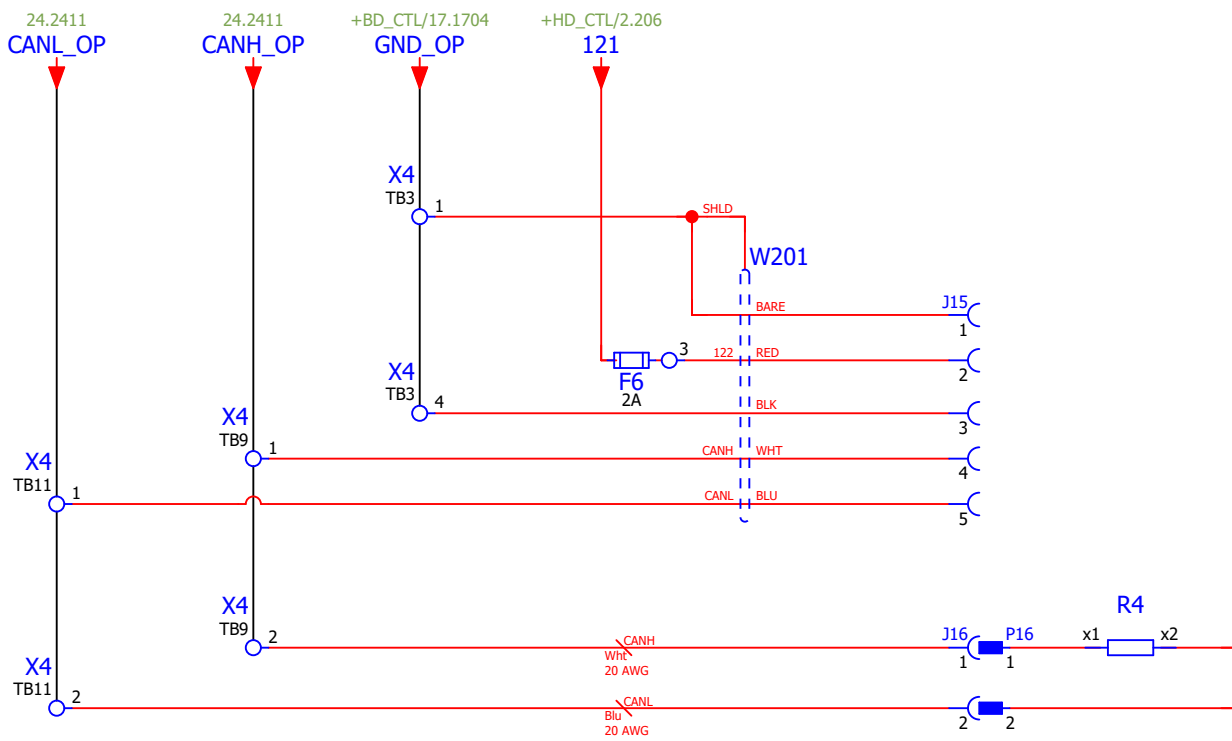 24.2411
24.2411
+BD_CTL/17.1704
+HD_CTL/2.206
CANL_OP
CANH_OP
GND_OP
121
X4
TB3
1
SHLD
W201
J15
BARE
1
3
122
RED
X4
F6
2
TB3
4
2A
BLK
X4
3
TB9
1
CANH
WHT
X4
4
TB11
1
CANL
BLU
5
X4
R4
TB9
2
CANH
J16
P16
x1
x2
Wht
1
1
20 AWG
X4
TB11
2
CANL
Blu
2
2
20 AWG